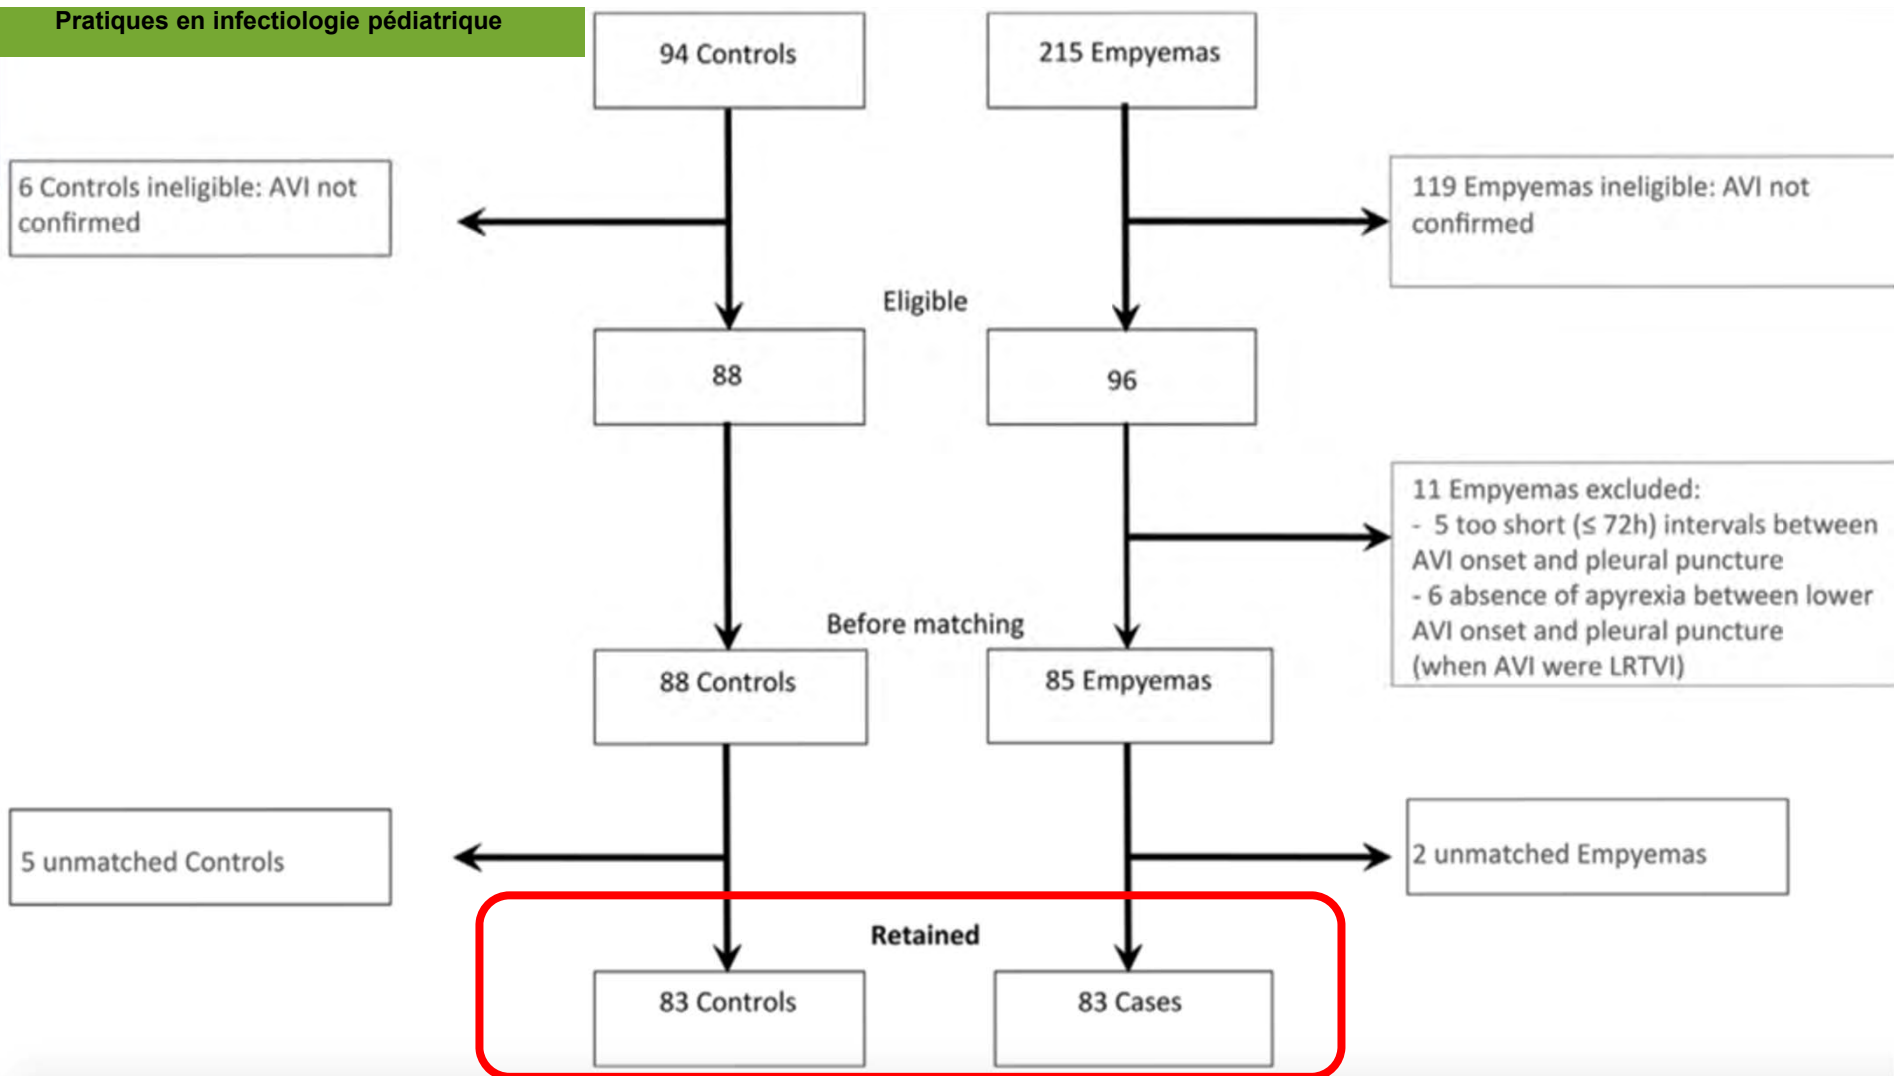 Pratiques en infectiologie pédiatrique
94 Controls
215 Empyemas
6 Controls ineligible: AVI not
confirmed
119 Empyemas ineligible: AVI not
confirmed
Eligible
88
96
11 Empyemas excluded:
- 5 too short (≤ 72h) intervals between
AVI onset and pleural puncture
- 6 absence of apyrexia between lower
AVI onset and pleural puncture
(when AVI were LRTVI)
Before matching
88 Controls
85 Empyemas
5 unmatched Controls
2 unmatched Empyemas
Retained
83 Controls
83 Cases